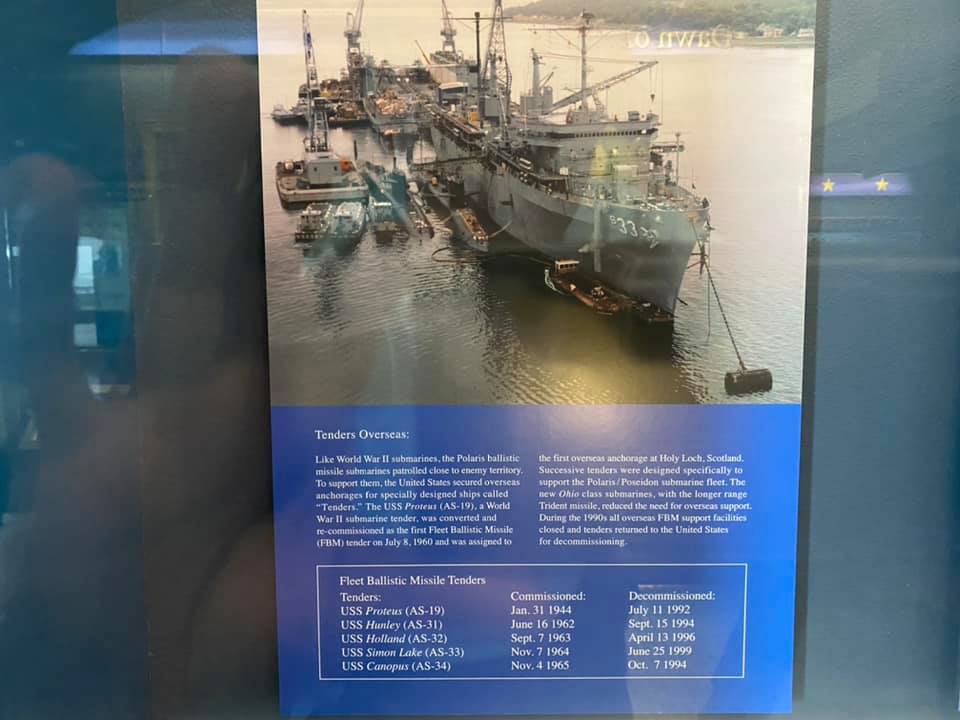 33
Tenders Overseas:
Like World War II submarines, the Polaris ballistic
missile submarines patrolled close to enemy territory.
To support them, the United States secured overseas
anchorages for specially designed ships called
“Tenders.” The USS Proteus (AS-19), a World
War II submarine tender, was converted and
re-commissioned as the first Fleet Ballistic Missile
(FBM) tender on July 8, 1960 and was assigned to
the first overseas anchorage at Holy Loch, Scotland.
Successive tenders were designed specifically to
support the Polaris/Poseidon submarine fleet. The
new Ohio class submarines, with the longer range
Trident missile, reduced the need for overseas support.
During the 1990s all overseas FBM support facilities
closed and tenders returned to the United States
for decommissioning.
Fleet Ballistic Missile Tenders
Tenders: Commissioned: Decommissioned:
USS Proteus (AS-19) Jan. 31 1944 July 11 1992
USS Hunley (AS-31) June 16 1962 Sept. 15 1994
USS Holland (AS-32) Sept. 7 1963 April 13 1996
USS Simon Lake (AS-33) Nov. 7 1964 June 25 1999
USS Canopus (AS-34) Nov. 4 1965 Oct. 7 1994